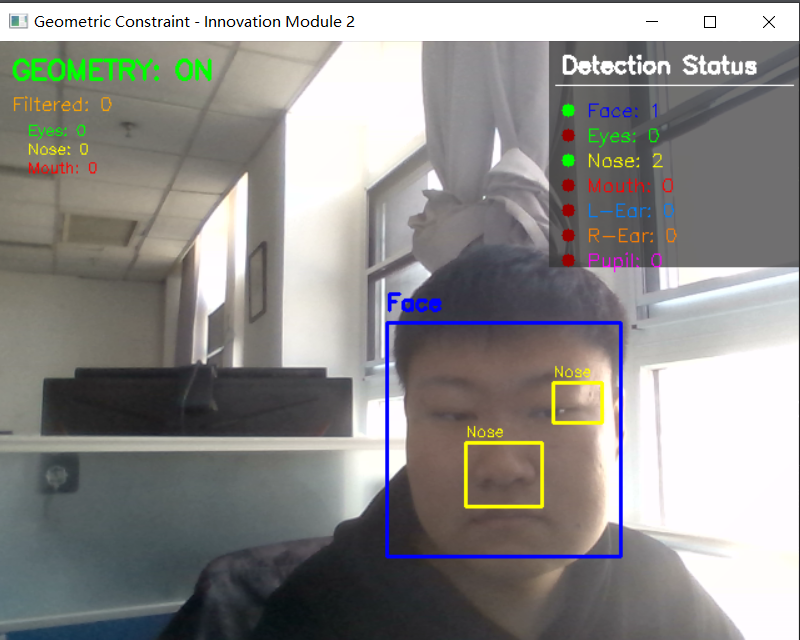 Geometric Constraint - Innovation Module 2
GEOMETRY: ON
Filtered: 0
Eyes: 0
Nose: 0
Mouth: 0
Detection Status
Face: 1
Eyes: 0
Nose: 2
Mouth: 0
L-Ear: 0
R-Ear: 0
Pupil: 0
Face
Nose
Nose